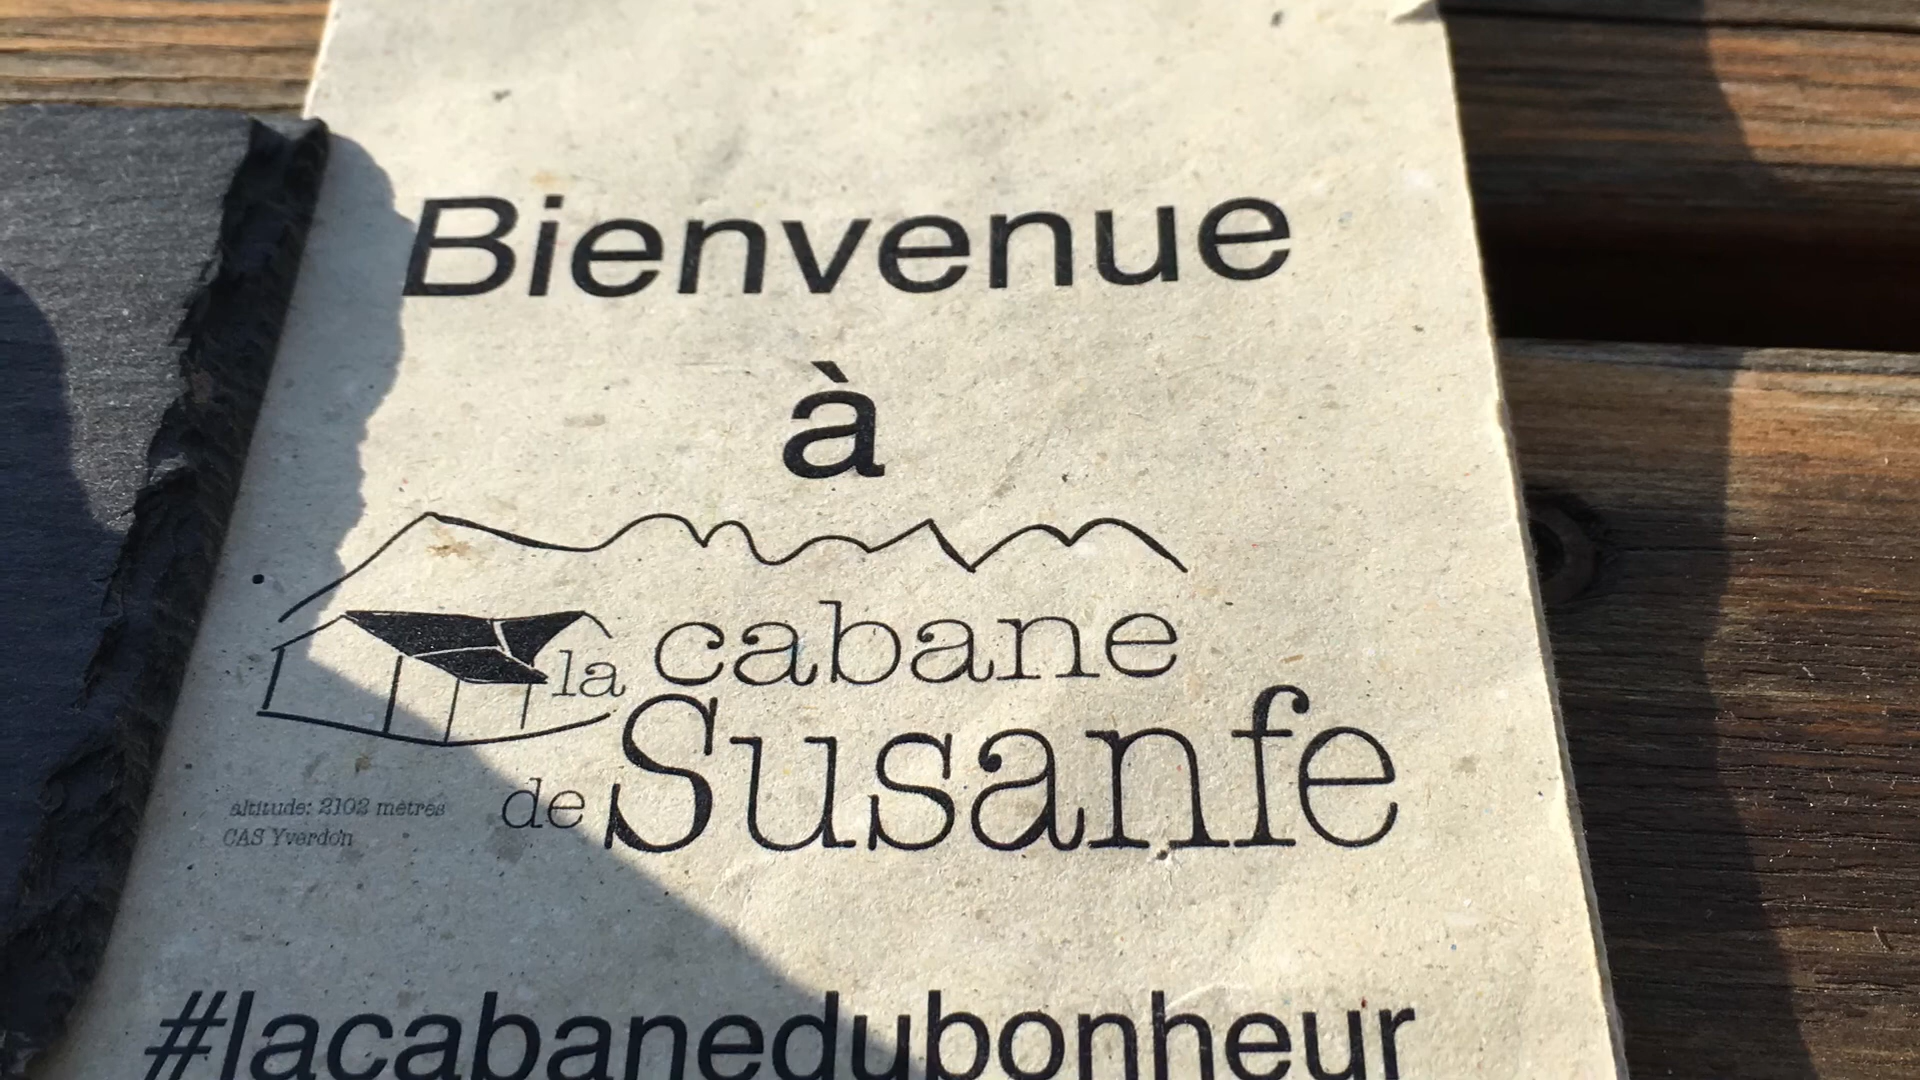 Bienvenue
à
la cabane
de Susanfe
altitude: 2102 mètres
CAS Yverdon
#lacabanedubonheur